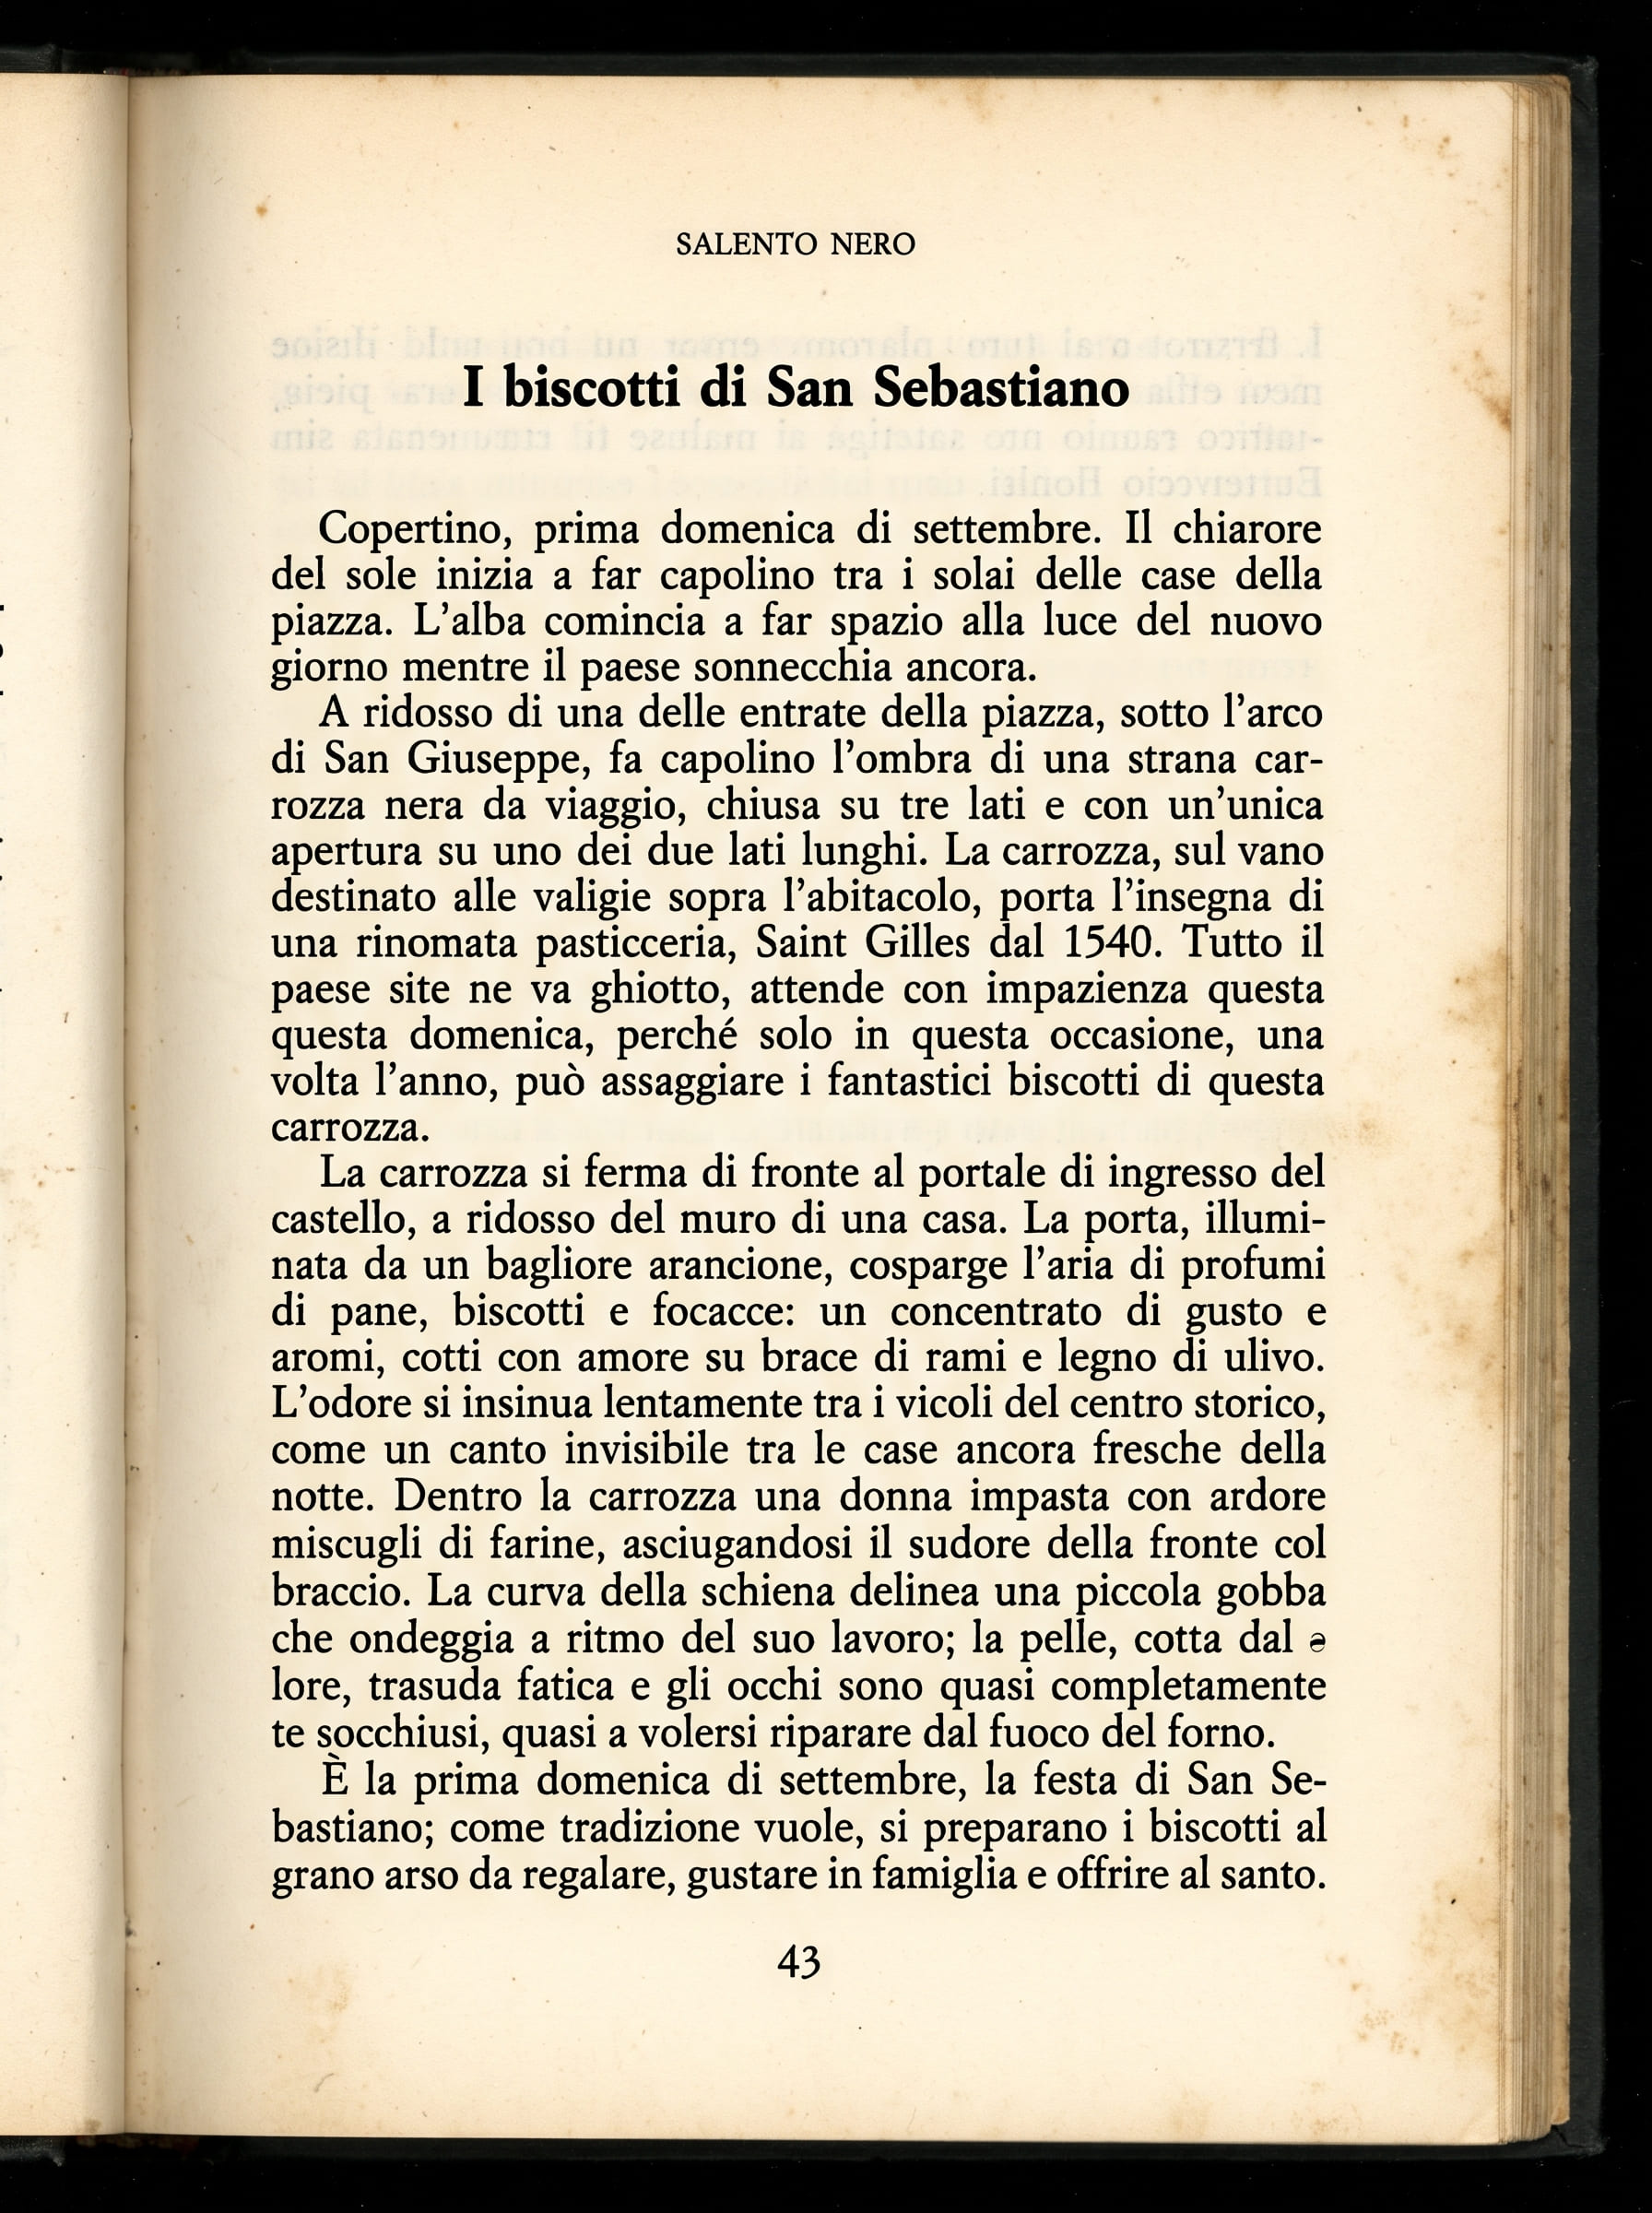 SALENTO NERO
I biscotti di San Sebastiano
Copertino, prima domenica di settembre. Il chiarore
del sole inizia a far capolino tra i solai delle case della
piazza. L’alba comincia a far spazio alla luce del nuovo
giorno mentre il paese sonnecchia ancora.
A ridosso di una delle entrate della piazza, sotto l’arco
di San Giuseppe, fa capolino l’ombra di una strana car-
rozza nera da viaggio, chiusa su tre lati e con un’unica
apertura su uno dei due lati lunghi. La carrozza, sul vano
destinato alle valigie sopra l’abitacolo, porta l’insegna di
una rinomata pasticceria, Saint Gilles dal 1540. Tutto il
paese site ne va ghiotto, attende con impazienza questa
questa domenica, perché solo in questa occasione, una
volta l’anno, può assaggiare i fantastici biscotti di questa
carrozza.
La carrozza si ferma di fronte al portale di ingresso del
castello, a ridosso del muro di una casa. La porta, illumi-
nata da un bagliore arancione, cosparge l’aria di profumi
di pane, biscotti e focacce: un concentrato di gusto e
aromi, cotti con amore su brace di rami e legno di ulivo.
L’odore si insinua lentamente tra i vicoli del centro storico,
come un canto invisibile tra le case ancora fresche della
notte. Dentro la carrozza una donna impasta con ardore
miscugli di farine, asciugandosi il sudore della fronte col
braccio. La curva della schiena delinea una piccola gobba
che ondeggia a ritmo del suo lavoro; la pelle, cotta dal
lore, trasuda fatica e gli occhi sono quasi completamente
te socchiusi, quasi a volersi riparare dal fuoco del forno.
È la prima domenica di settembre, la festa di San Se-
bastiano; come tradizione vuole, si preparano i biscotti al
grano arso da regalare, gustare in famiglia e offrire al santo.
43